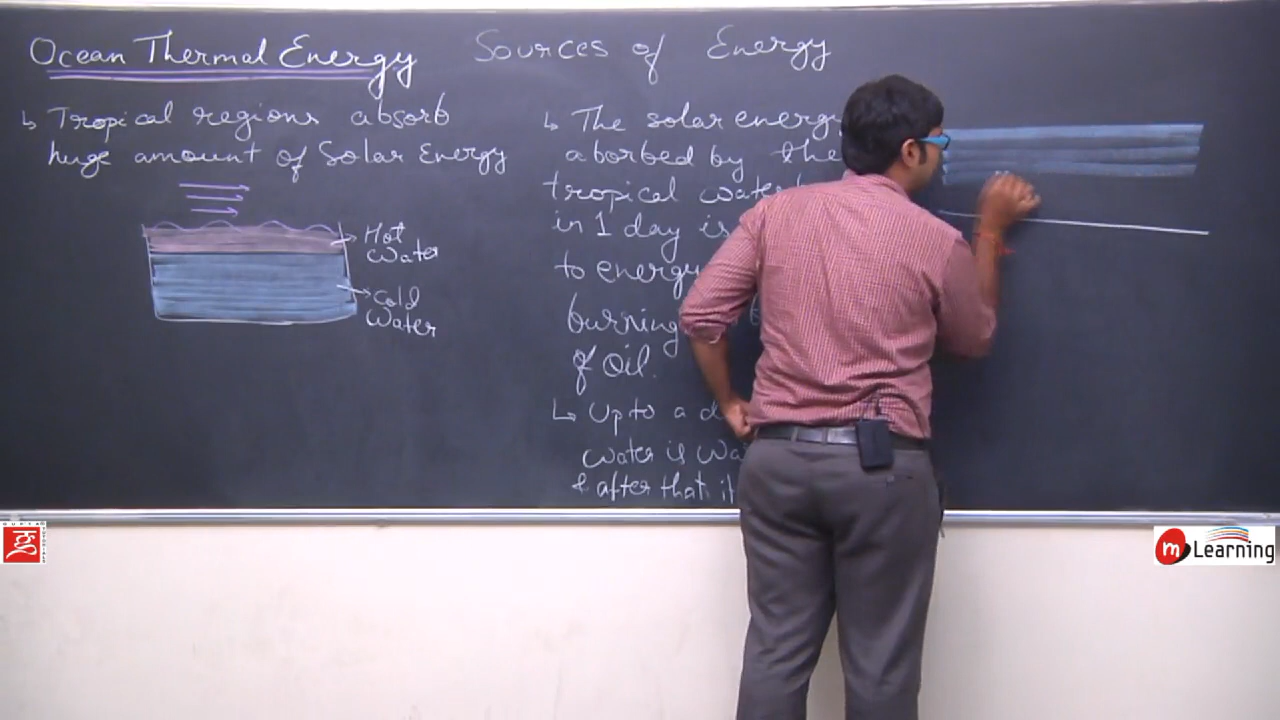 Ocean Thermal Energy
Sources of Energy
↳ Tropical regions absorb
huge amount of Solar Energy
Hot
Water
Cold
Water
↳ The solar energy
aborbed by the
tropical water
in 1 day is
to energy
burning
of Oil.
↳ Upto a
water is
& after that it
m Learning